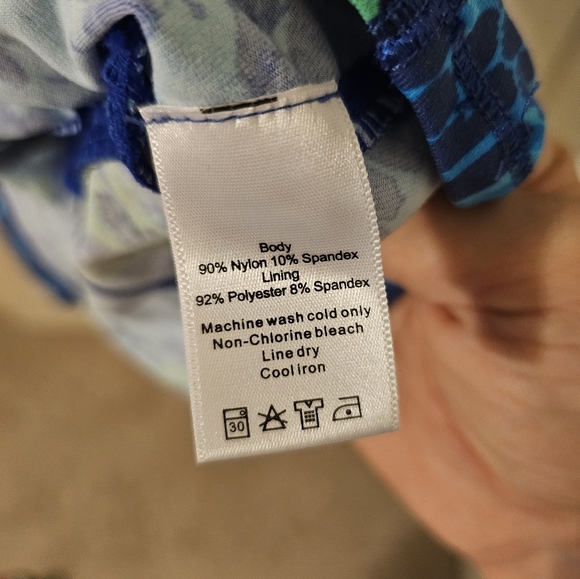 Body
90% Nylon 10% Spandex
Lining
92% Polyester 8% Spandex
Machine wash cold only
Non-Chlorine bleach
Line dry
Cool iron
30